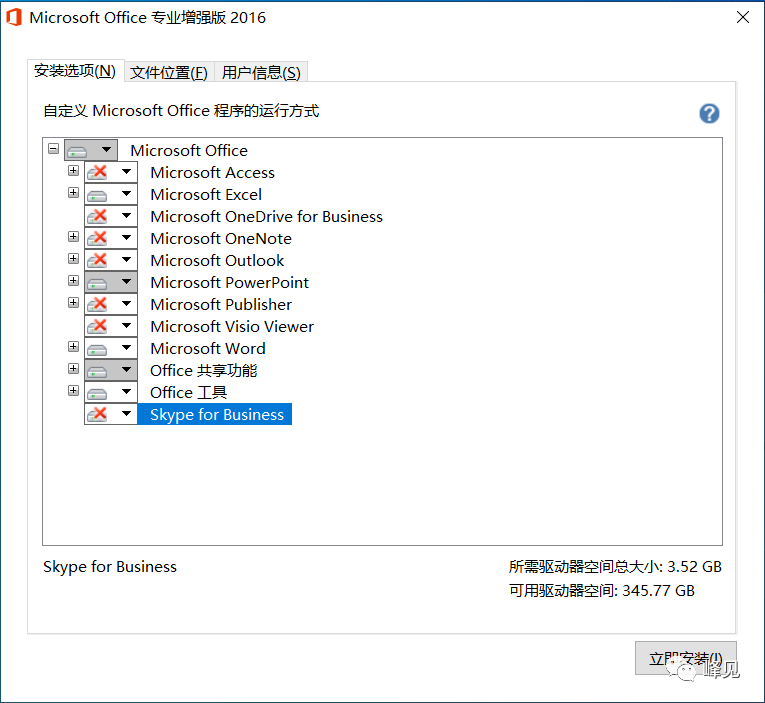 Microsoft Office 专业增强版 2016
安装选项(N) 文件位置(F) 用户信息(S)
自定义 Microsoft Office 程序的运行方式
Microsoft Office
Microsoft Access
Microsoft Excel
Microsoft OneDrive for Business
Microsoft OneNote
Microsoft Outlook
Microsoft PowerPoint
Microsoft Publisher
Microsoft Visio Viewer
Microsoft Word
Office 共享功能
Office 工具
Skype for Business
Skype for Business
所需驱动器空间总大小: 3.52 GB
可用驱动器空间: 345.77 GB
立即安装(I)
峰见